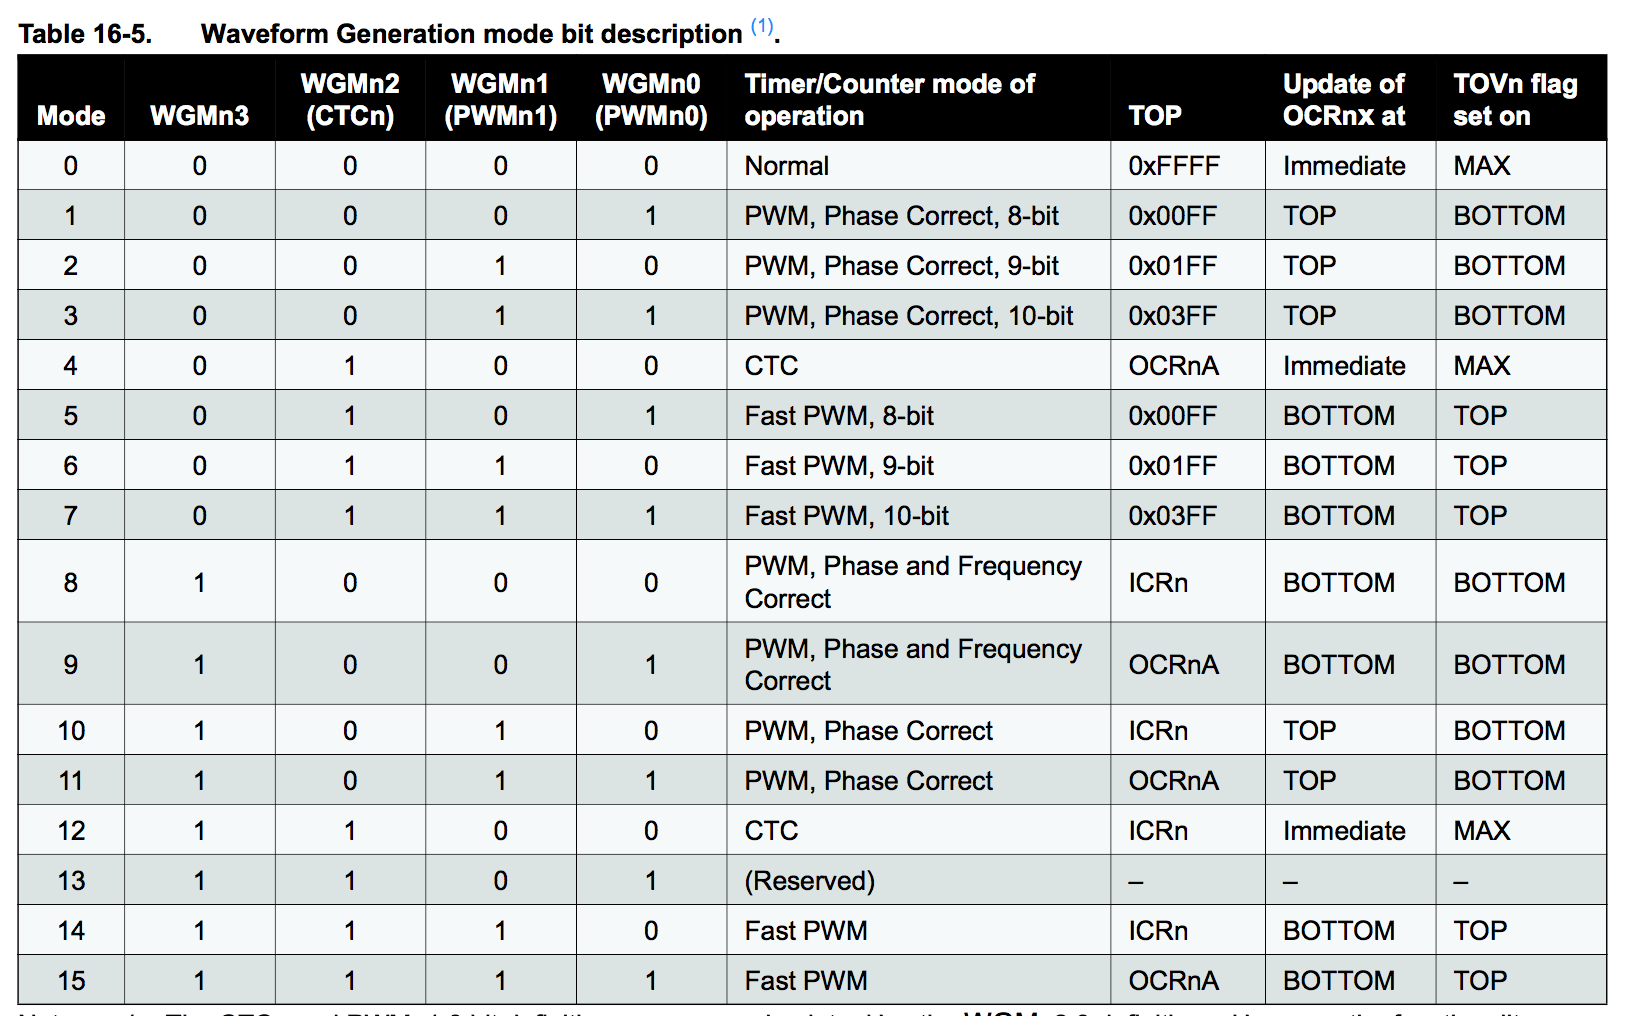 Table 16-5. Waveform Generation mode bit description (1).
Mode WGMn3 WGMn2 (CTCn) WGMn1 (PWMn1) WGMn0 (PWMn0) Timer/Counter mode of operation TOP Update of OCRnx at TOVn flag set on
0 0 0 0 0 Normal 0xFFFF Immediate MAX
1 0 0 0 1 PWM, Phase Correct, 8-bit 0x00FF TOP BOTTOM
2 0 0 1 0 PWM, Phase Correct, 9-bit 0x01FF TOP BOTTOM
3 0 0 1 1 PWM, Phase Correct, 10-bit 0x03FF TOP BOTTOM
4 0 1 0 0 CTC OCRnA Immediate MAX
5 0 1 0 1 Fast PWM, 8-bit 0x00FF BOTTOM TOP
6 0 1 1 0 Fast PWM, 9-bit 0x01FF BOTTOM TOP
7 0 1 1 1 Fast PWM, 10-bit 0x03FF BOTTOM TOP
8 1 0 0 0 PWM, Phase and Frequency Correct ICRn BOTTOM BOTTOM
9 1 0 0 1 PWM, Phase and Frequency Correct OCRnA BOTTOM BOTTOM
10 1 0 1 0 PWM, Phase Correct ICRn TOP BOTTOM
11 1 0 1 1 PWM, Phase Correct OCRnA TOP BOTTOM
12 1 1 0 0 CTC ICRn Immediate MAX
13 1 1 0 1 (Reserved) – – –
14 1 1 1 0 Fast PWM ICRn BOTTOM TOP
15 1 1 1 1 Fast PWM OCRnA BOTTOM TOP